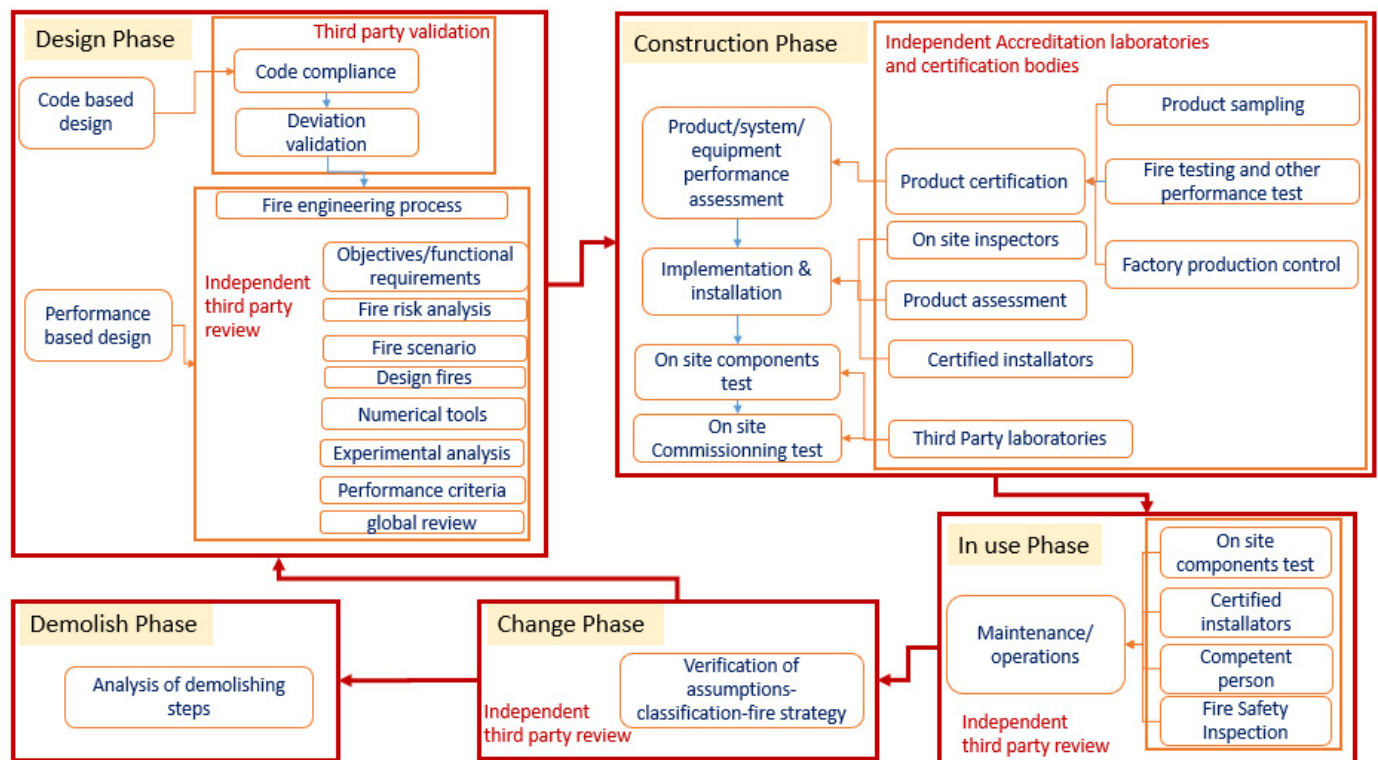 Design Phase
Third party validation
Code based
design
Code compliance
Deviation
validation
Fire engineering process
Independent
third party
review
Performance
based design
Objectives/functional
requirements
Fire risk analysis
Fire scenario
Design fires
Numerical tools
Experimental analysis
Performance criteria
global review
Construction Phase
Independent Accreditation laboratories
and certification bodies
Product/system/
equipment
performance
assessment
Implementation &
installation
On site components
test
On site
Commissionning test
Product certification
On site inspectors
Product assessment
Certified installators
Third Party laboratories
Product sampling
Fire testing and other
performance test
Factory production control
In use Phase
Maintenance/
operations
Independent
third party review
On site
components test
Certified
installators
Competent
person
Fire Safety
Inspection
Change Phase
Verification of
assumptions-
classification-fire strategy
Independent
third party review
Demolish Phase
Analysis of demolishing
steps